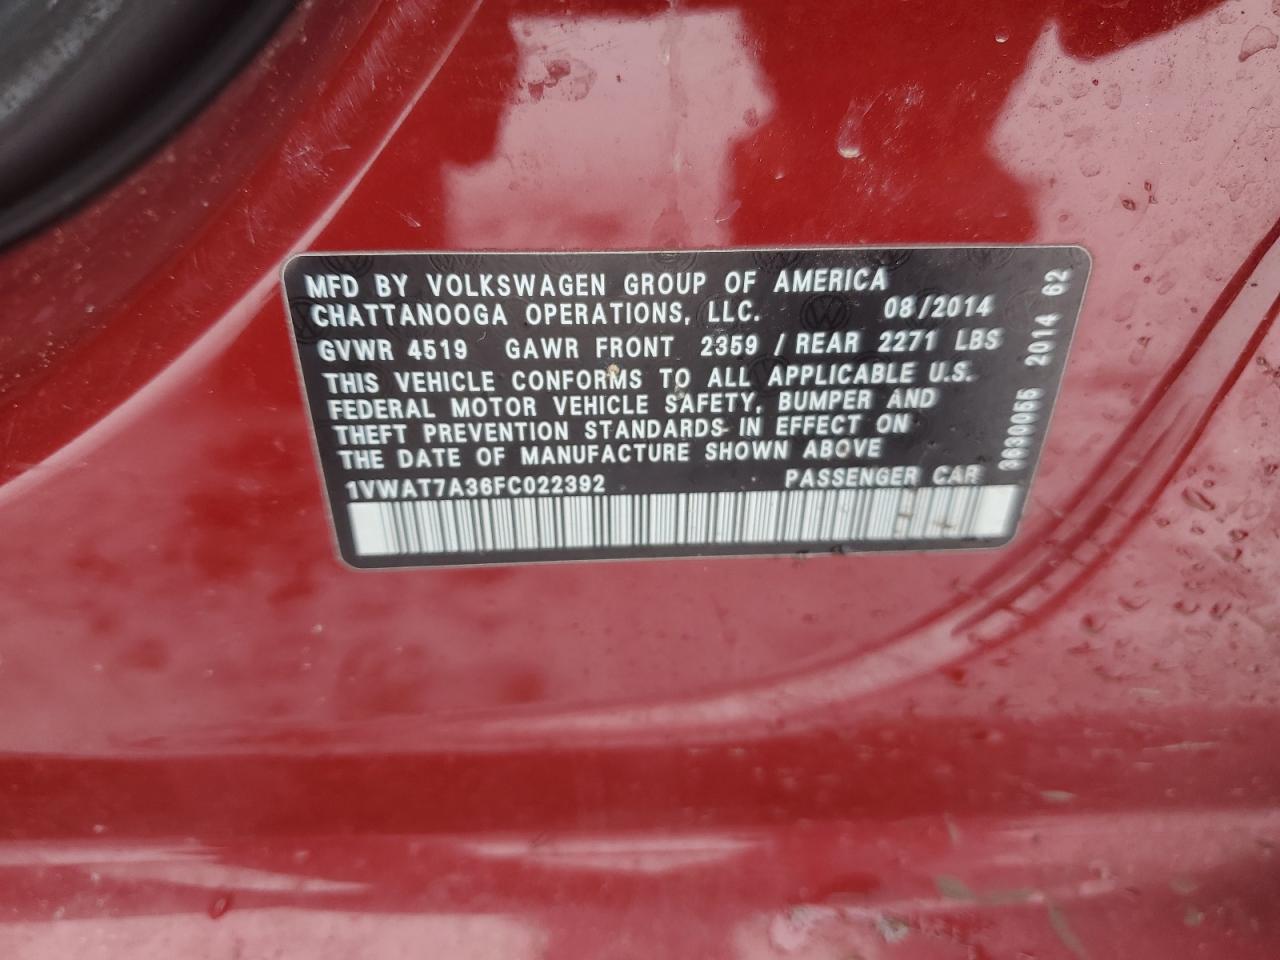 MFD BY VOLKSWAGEN GROUP OF AMERICA
CHATTANOOGA OPERATIONS, LLC. 08/2014
GVWR 4519 GAWR FRONT 2359 / REAR 2271 LBS
THIS VEHICLE CONFORMS TO ALL APPLICABLE U.S.
FEDERAL MOTOR VEHICLE SAFETY, BUMPER AND
THEFT PREVENTION STANDARDS IN EFFECT ON
THE DATE OF MANUFACTURE SHOWN ABOVE
1VWAT7A36FC022392 PASSENGER CAR
3630055 2014 62